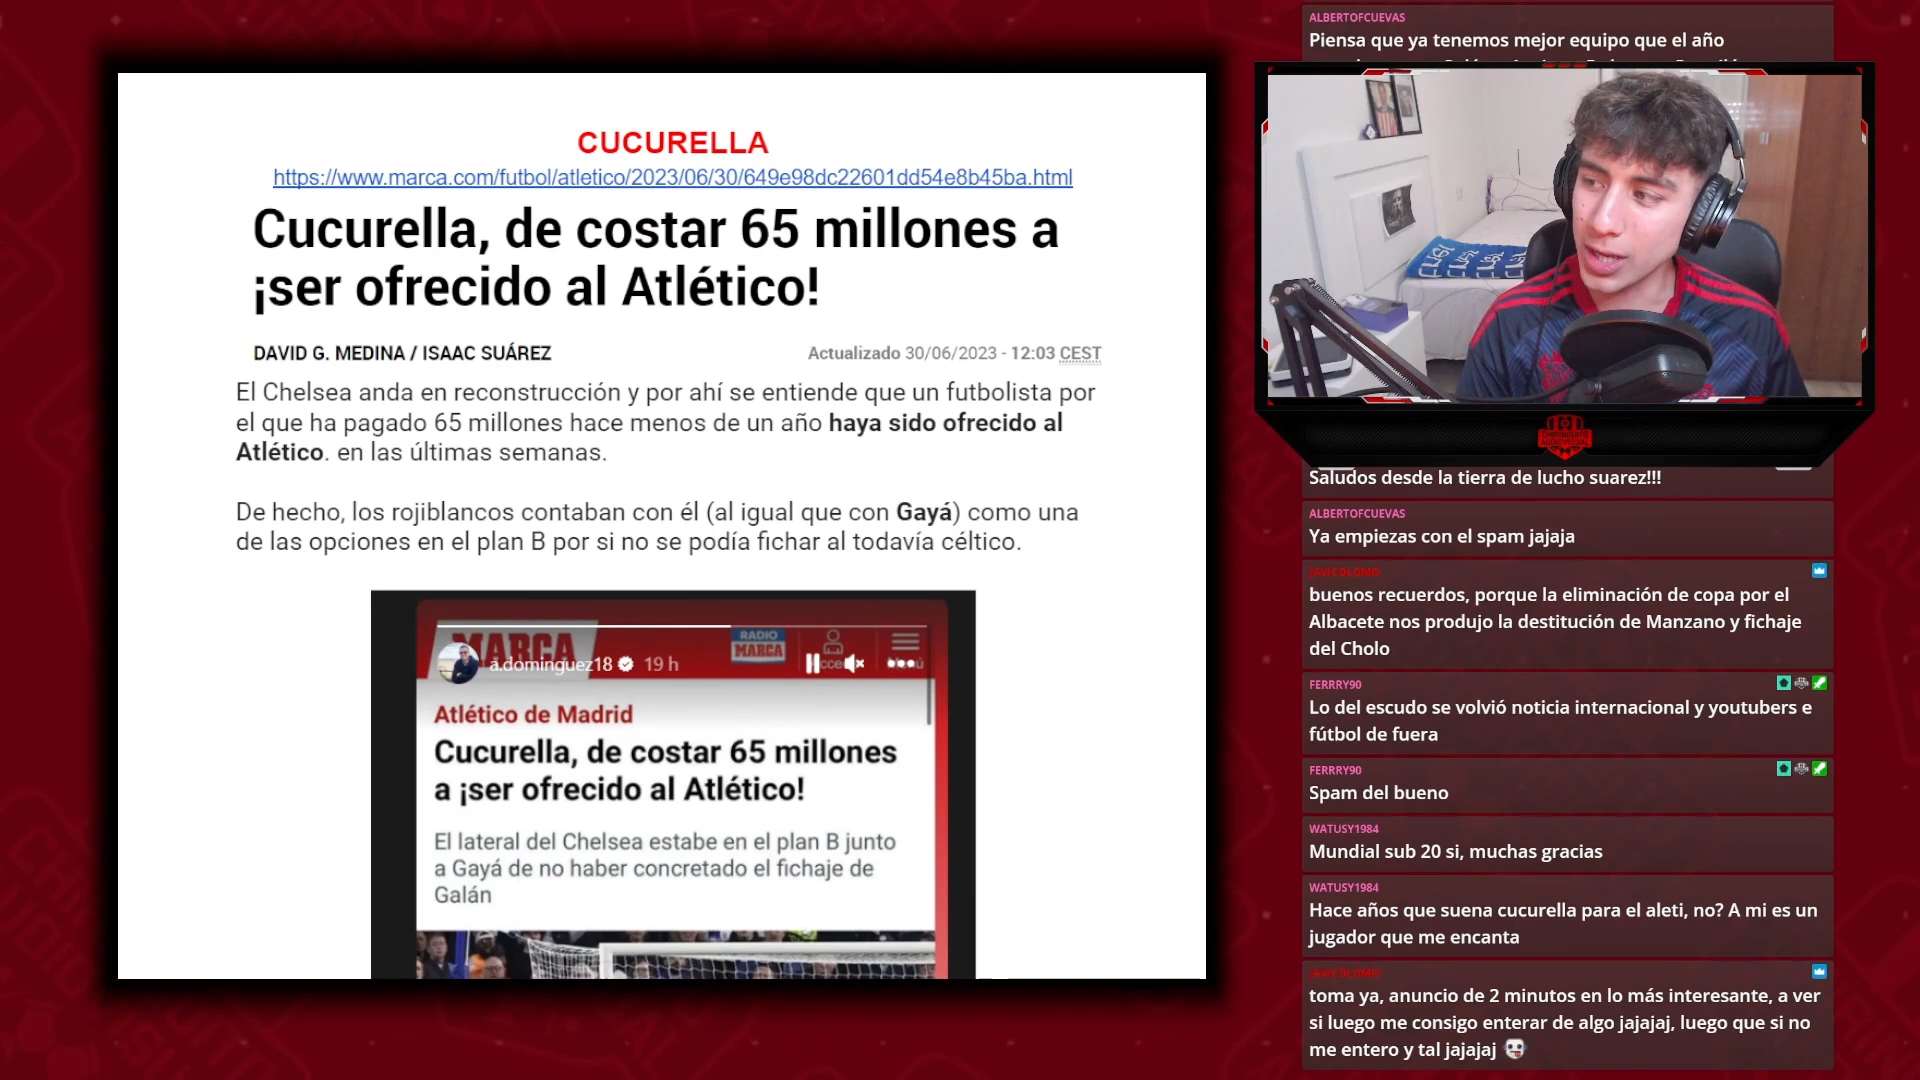 CUCURELLA
https://www.marca.com/futbol/atletico/2023/06/30/649e98dc22601dd54e8b45ba.html
Cucurella, de costar 65 millones a
¡ser ofrecido al Atlético!
DAVID G. MEDINA / ISAAC SUÁREZ
Actualizado 30/06/2023 - 12:03 CEST
El Chelsea anda en reconstrucción y por ahí se entiende que un futbolista por
el que ha pagado 65 millones hace menos de un año haya sido ofrecido al
Atlético. en las últimas semanas.
De hecho, los rojiblancos contaban con él (al igual que con Gayá) como una
de las opciones en el plan B por si no se podía fichar al todavía céltico.
MARCA
RADIO
MARCA
a.dominguez18 19 h
Atlético de Madrid
Cucurella, de costar 65 millones
a ¡ser ofrecido al Atlético!
El lateral del Chelsea estabe en el plan B junto
a Gayá de no haber concretado el fichaje de
Galán
ALBERTOFCUEVAS
Piensa que ya tenemos mejor equipo que el año
Saludos desde la tierra de lucho suarez!!!
ALBERTOFCUEVAS
Ya empiezas con el spam jajaja
buenos recuerdos, porque la eliminación de copa por el
Albacete nos produjo la destitución de Manzano y fichaje
del Cholo
FERRRY90
Lo del escudo se volvió noticia internacional y youtubers e
fútbol de fuera
FERRRY90
Spam del bueno
WATUSY1984
Mundial sub 20 si, muchas gracias
WATUSY1984
Hace años que suena cucurella para el aleti, no? A mi es un
jugador que me encanta
toma ya, anuncio de 2 minutos en lo más interesante, a ver
si luego me consigo enterar de algo jajajaj, luego que si no
me entero y tal jajajaj